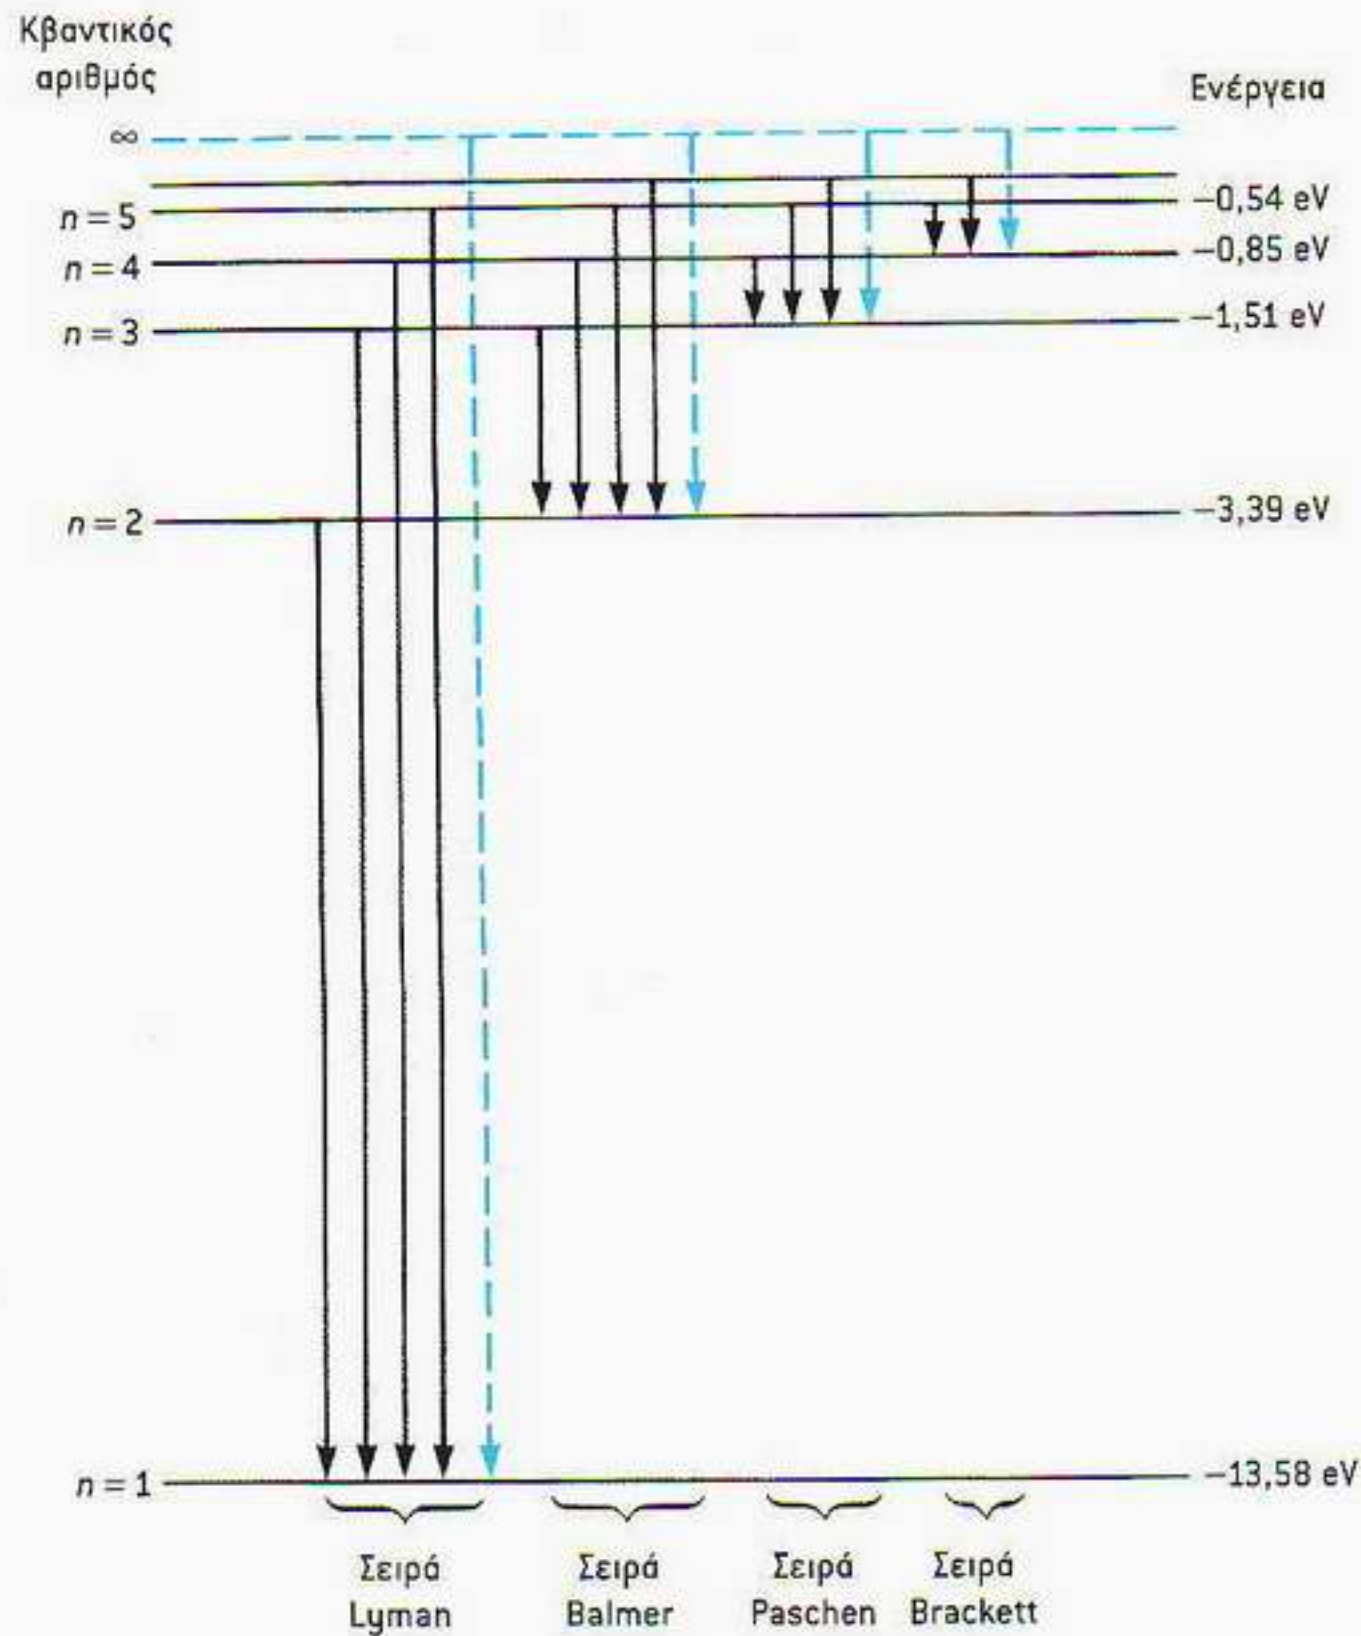 Κβαντικός
αριθμός
Ενέργεια
∞
n = 5
−0,54 eV
n = 4
−0,85 eV
n = 3
−1,51 eV
n = 2
−3,39 eV
n = 1
−13,58 eV
Σειρά
Lyman
Σειρά
Balmer
Σειρά
Paschen
Σειρά
Brackett